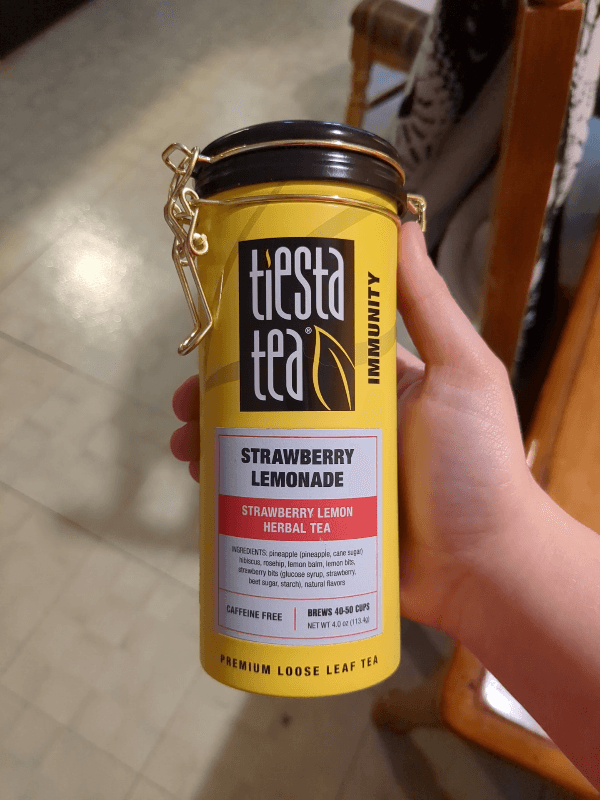 tiesta
tea®
IMMUNITY
STRAWBERRY
LEMONADE
STRAWBERRY LEMON
HERBAL TEA
INGREDIENTS: pineapple (pineapple, cane sugar)
hibiscus, rosehip, lemon balm, lemon bits,
strawberry bits (glucose syrup, strawberry,
beet sugar, starch), natural flavors
CAFFEINE FREE
BREWS 40-50 CUPS
NET WT 4.0 oz (113.4g)
PREMIUM LOOSE LEAF TEA